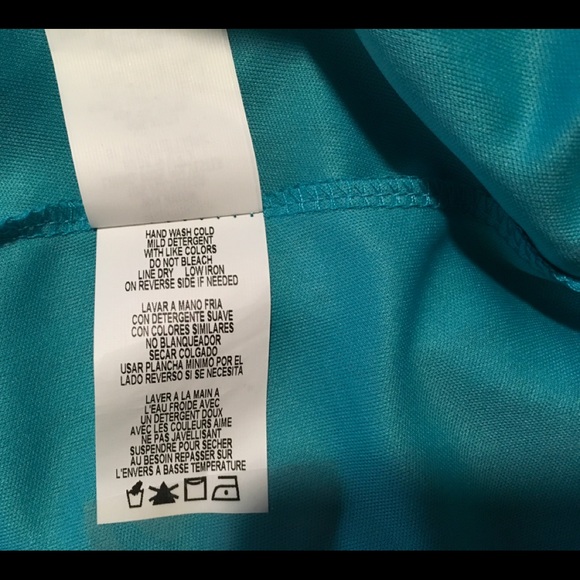 HAND WASH COLD
MILD DETERGENT
WITH LIKE COLORS
DO NOT BLEACH
LINE DRY LOW IRON
ON REVERSE SIDE IF NEEDED
LAVAR A MANO FRIA
CON DETERGENTE SUAVE
CON COLORES SIMILARES
NO BLANQUEADOR
SECAR COLGADO
USAR PLANCHA MINIMO POR EL
LADO REVERSO SI SE NECESITA
LAVER A LA MAIN A
L'EAU FROIDE AVEC
UN DETERGENT DOUX
AVEC LES COULEURS AIME
NE PAS JAVELLISANT
SUSPENDRE POUR SECHER
AU BESOIN REPASSER SUR
L'ENVERS A BASSE TEMPERATURE